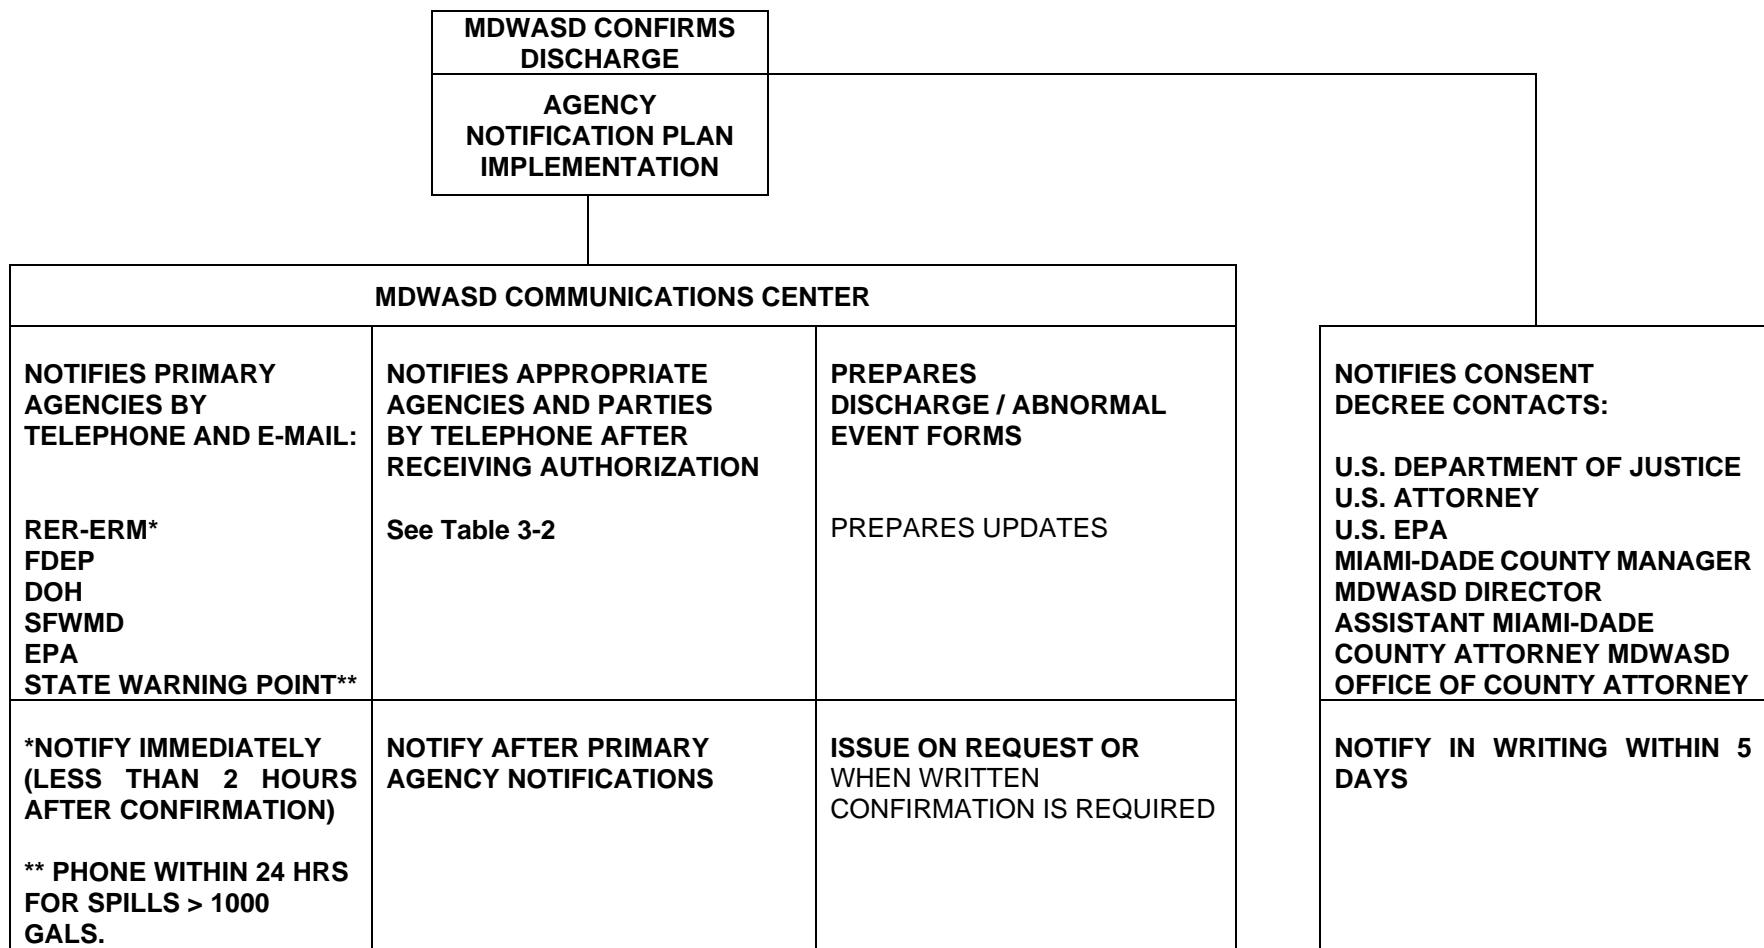 MDWASD CONFIRMS
DISCHARGE
AGENCY
NOTIFICATION PLAN
IMPLEMENTATION
MDWASD COMMUNICATIONS CENTER
NOTIFIES PRIMARY
AGENCIES BY
TELEPHONE AND E-MAIL:
RER-ERM*
FDEP
DOH
SFWMD
EPA
STATE WARNING POINT**
NOTIFIES APPROPRIATE
AGENCIES AND PARTIES
BY TELEPHONE AFTER
RECEIVING AUTHORIZATION
See Table 3-2
PREPARES
DISCHARGE / ABNORMAL
EVENT FORMS
PREPARES UPDATES
NOTIFIES CONSENT
DECREE CONTACTS:
U.S. DEPARTMENT OF JUSTICE
U.S. ATTORNEY
U.S. EPA
MIAMI-DADE COUNTY MANAGER
MDWASD DIRECTOR
ASSISTANT MIAMI-DADE
COUNTY ATTORNEY MDWASD
OFFICE OF COUNTY ATTORNEY
*NOTIFY IMMEDIATELY
(LESS THAN 2 HOURS
AFTER CONFIRMATION)
** PHONE WITHIN 24 HRS
FOR SPILLS > 1000
GALS.
NOTIFY AFTER PRIMARY
AGENCY NOTIFICATIONS
ISSUE ON REQUEST OR
WHEN WRITTEN
CONFIRMATION IS REQUIRED
NOTIFY IN WRITING WITHIN 5
DAYS